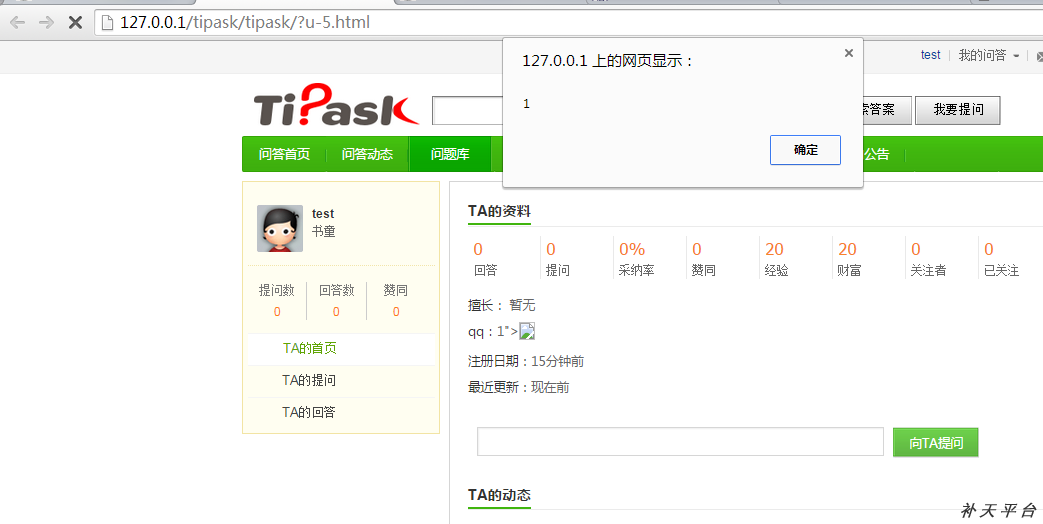 127.0.0.1/tipask/tipask/?u-5.html
127.0.0.1 上的网页显示：
1
确定
test 我的问答
Tipask
索答案 我要提问
问答首页 问答动态 问题库 公告
test
书童
提问数 回答数 赞同
0 0 0
TA的首页
TA的提问
TA的回答
TA的资料
0 0 0% 0 20 20 0 0
回答 提问 采纳率 赞同 经验 财富 关注者 已关注
擅长： 暂无
qq：1">
注册日期：15分钟前
最近更新：现在前
向TA提问
TA的动态
补天平台